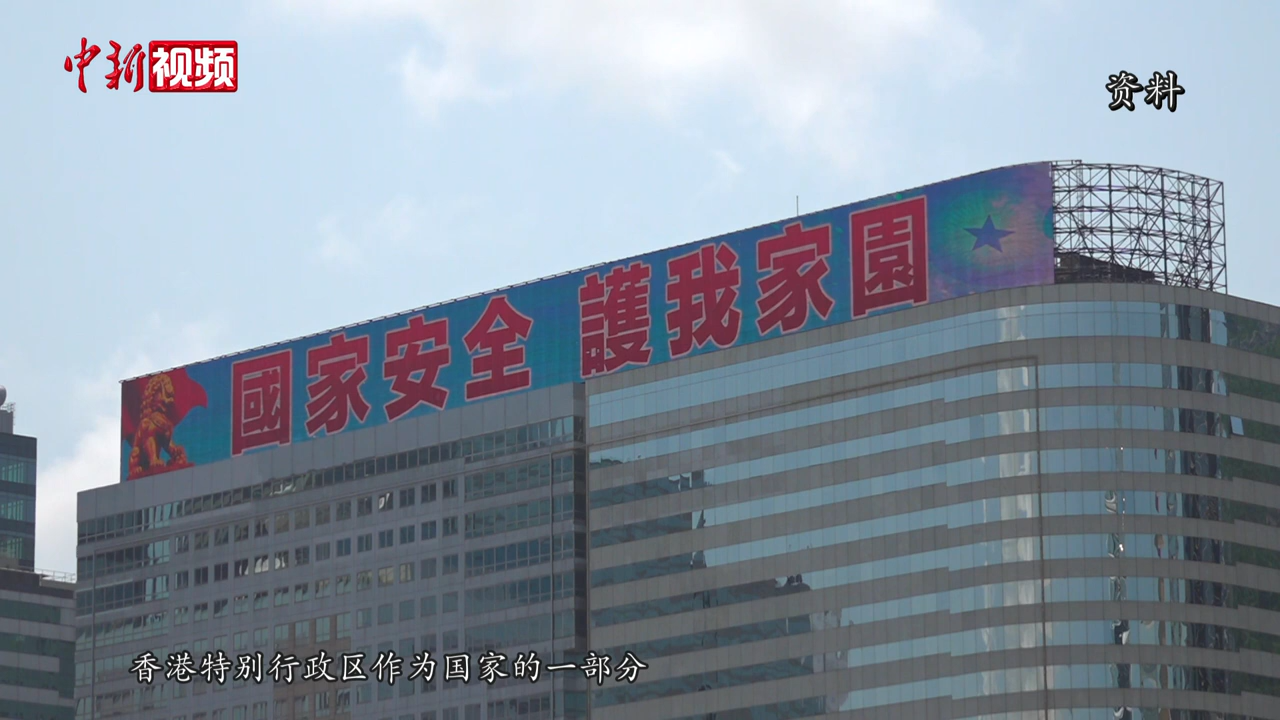 中新视频
资料
國家安全 護我家園
香港特别行政区作为国家的一部分